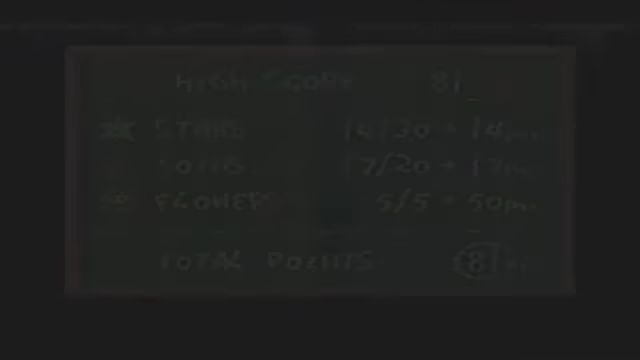 HIGH SCORE 81
STARS 14/30 = 14
17/20 = 17
FLOWER 5/5 = 50
TOTAL POINTS 81